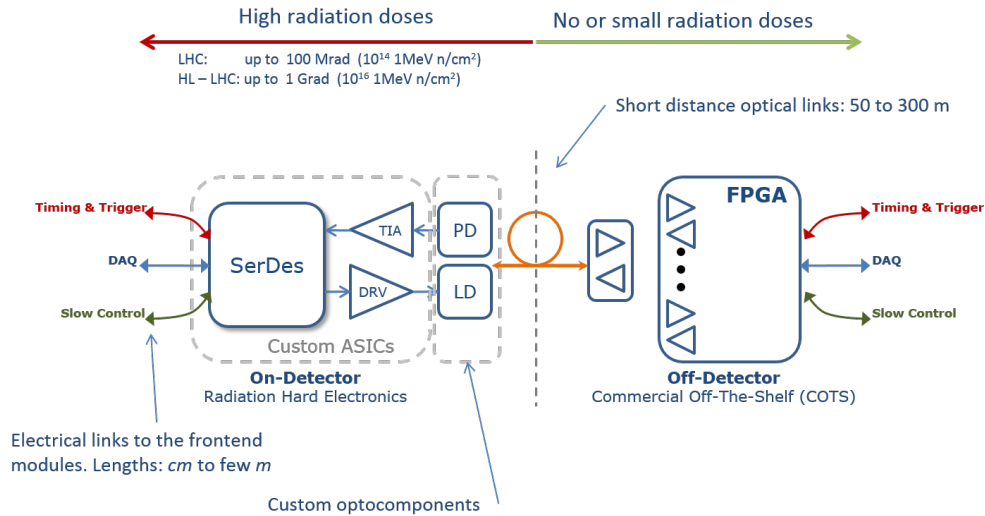 High radiation doses
No or small radiation doses
LHC: up to 100 Mrad (10¹⁴ 1MeV n/cm²)
HL – LHC: up to 1 Grad (10¹⁶ 1MeV n/cm²)
Short distance optical links: 50 to 300 m
FPGA
Timing & Trigger
TIA
PD
Timing & Trigger
DAQ
SerDes
DAQ
DRV
LD
Slow Control
Slow Control
Custom ASICs
On-Detector
Radiation Hard Electronics
Off-Detector
Commercial Off-The-Shelf (COTS)
Electrical links to the frontend
modules. Lengths: cm to few m
Custom optocomponents